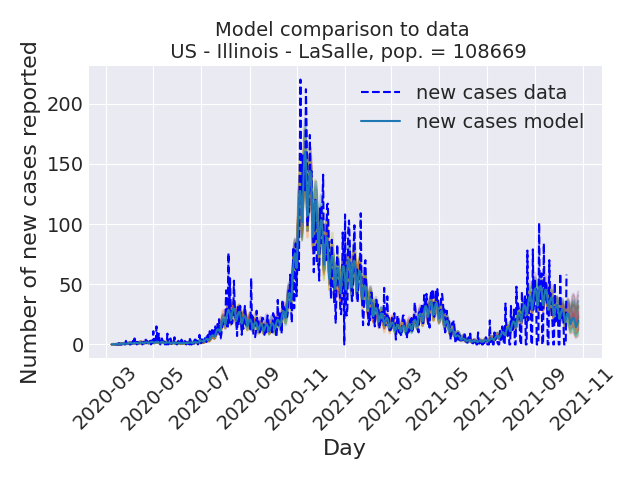 Model comparison to data
US - Illinois - LaSalle, pop. = 108669
Number of new cases reported
200
150
100
50
0
new cases data
new cases model
2020-03
2020-05
2020-07
2020-09
2020-11
2021-01
2021-03
2021-05
2021-07
2021-09
2021-11
Day